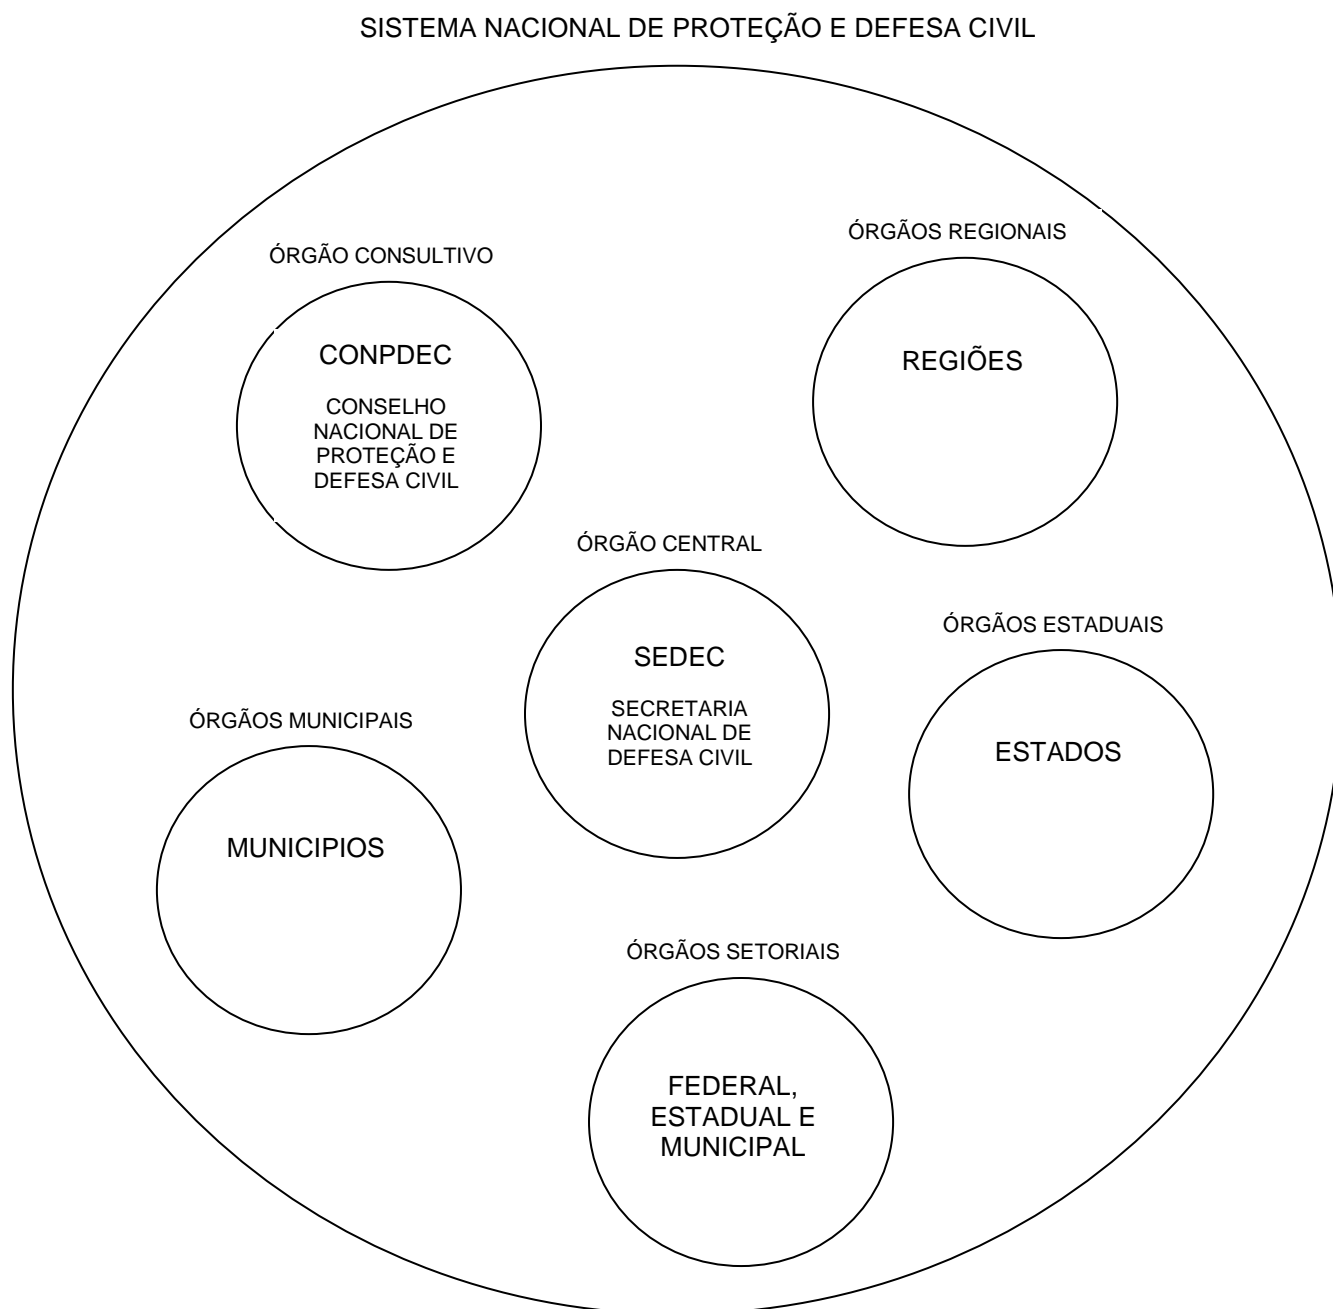 SISTEMA NACIONAL DE PROTEÇÃO E DEFESA CIVIL
ÓRGÃO CONSULTIVO
CONPDEC
CONSELHO
NACIONAL DE
PROTEÇÃO E
DEFESA CIVIL
ÓRGÃOS REGIONAIS
REGIÕES
ÓRGÃO CENTRAL
SEDEC
SECRETARIA
NACIONAL DE
DEFESA CIVIL
ÓRGÃOS ESTADUAIS
ESTADOS
ÓRGÃOS MUNICIPAIS
MUNICIPIOS
ÓRGÃOS SETORIAIS
FEDERAL,
ESTADUAL E
MUNICIPAL